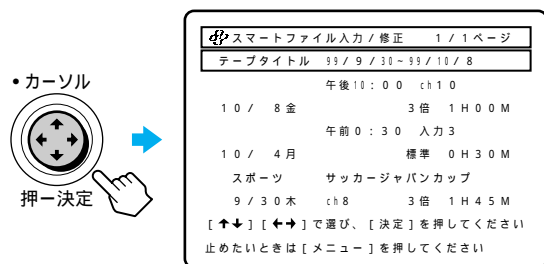 スマートファイル入力/修正 1/1ページ
テープタイトル 99/9/30~99/10/8
午後10:00 ch10
10/ 8金 3倍 1H00M
午前0:30 入力3
10/ 4月 標準 0H30M
スポーツ サッカージャパンカップ
9/30木 ch8 3倍 1H45M
[↑↓][←→]で選び、[決定]を押してください
止めたいときは[メニュー]を押してください
•カーソル
押ー決定